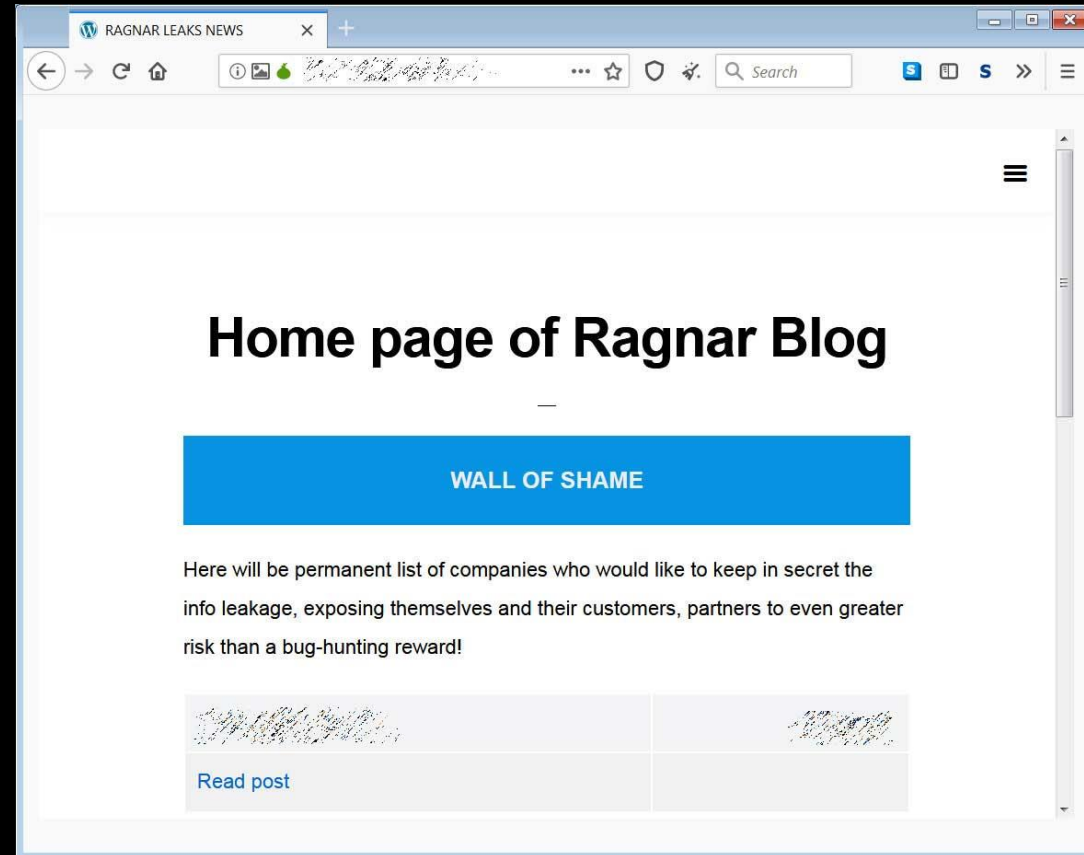 RAGNAR LEAKS NEWS
Search
Home page of Ragnar Blog
WALL OF SHAME
Here will be permanent list of companies who would like to keep in secret the
info leakage, exposing themselves and their customers, partners to even greater
risk than a bug-hunting reward!
Read post